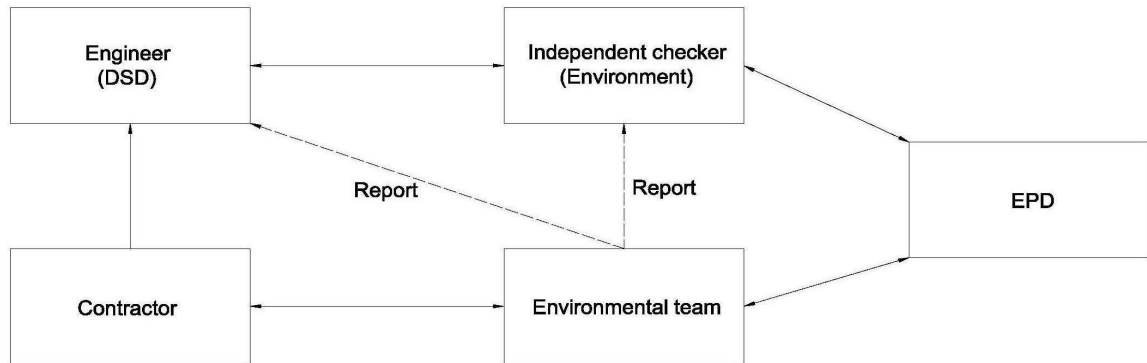 Engineer
(DSD)
Independent checker
(Environment)
Report
Report
EPD
Contractor
Environmental team